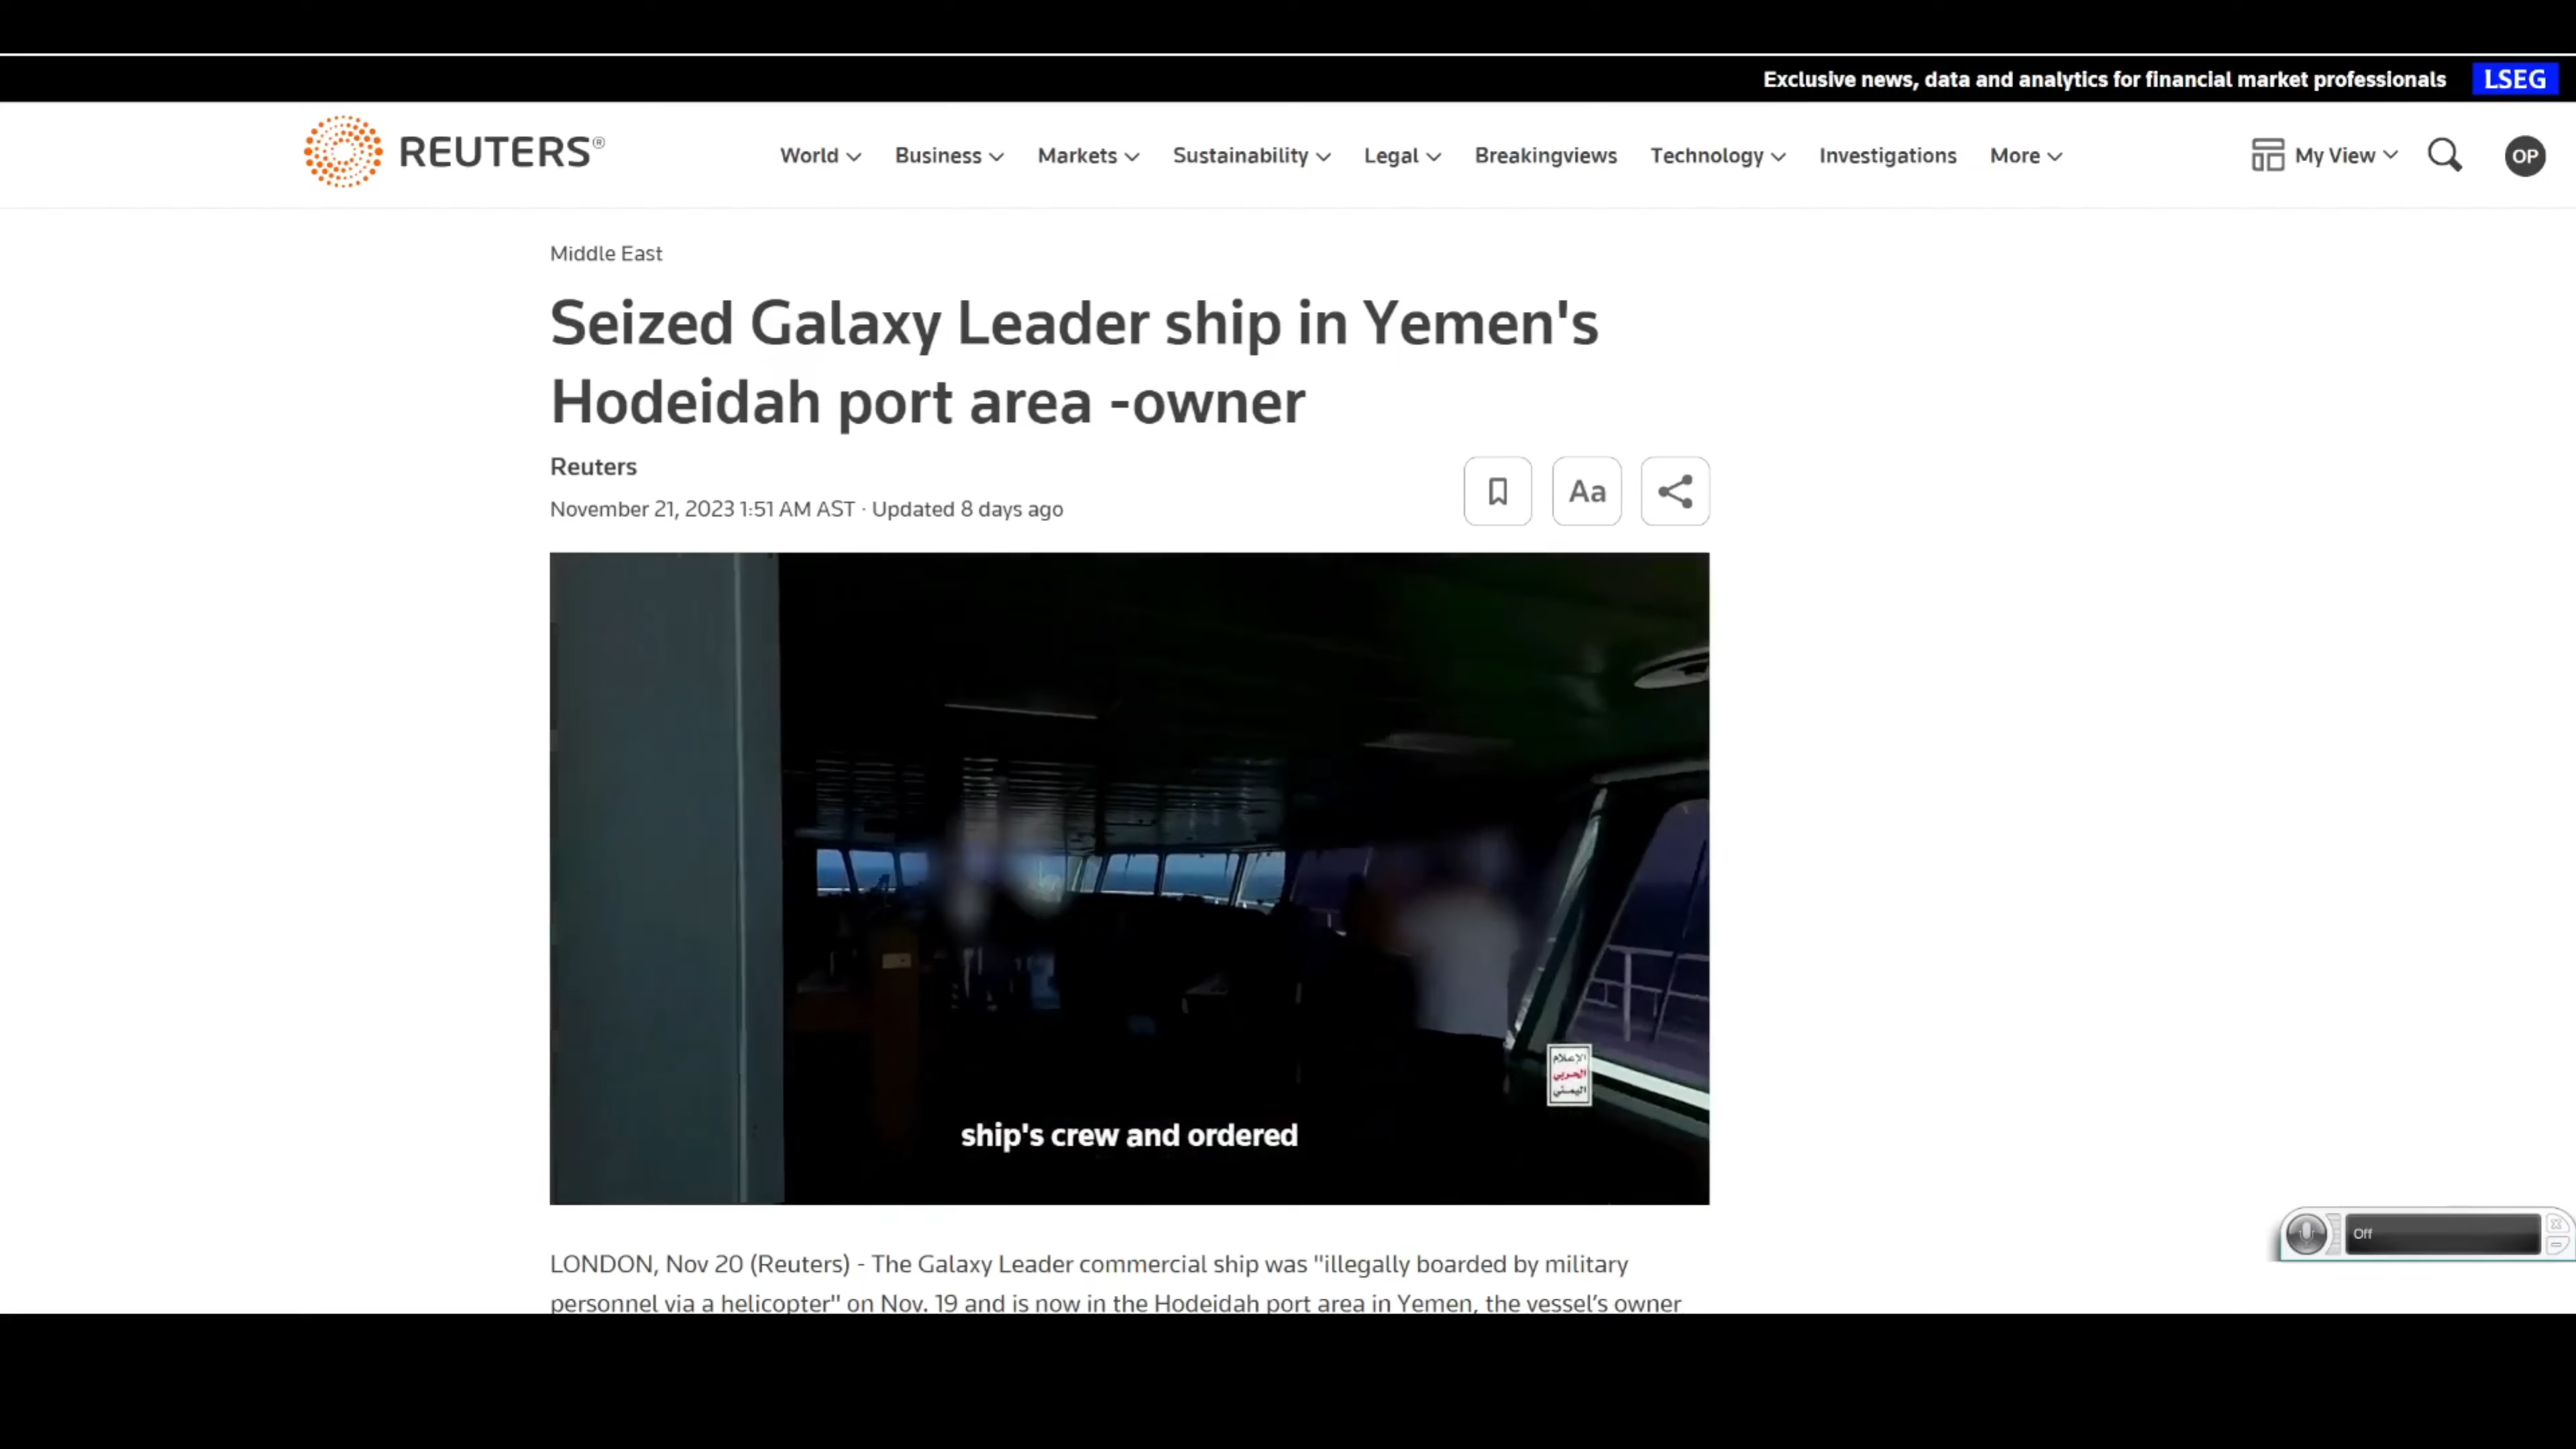 Exclusive news, data and analytics for financial market professionals LSEG
REUTERS®
World Business Markets Sustainability Legal Breakingviews Technology Investigations More My View OP
Middle East
Seized Galaxy Leader ship in Yemen's
Hodeidah port area -owner
Reuters
Aa
November 21, 2023 1:51 AM AST · Updated 8 days ago
الإعلام
الحربي
اليمني
ship's crew and ordered
Off
LONDON, Nov 20 (Reuters) - The Galaxy Leader commercial ship was "illegally boarded by military
personnel via a helicopter" on Nov. 19 and is now in the Hodeidah port area in Yemen, the vessel's owner